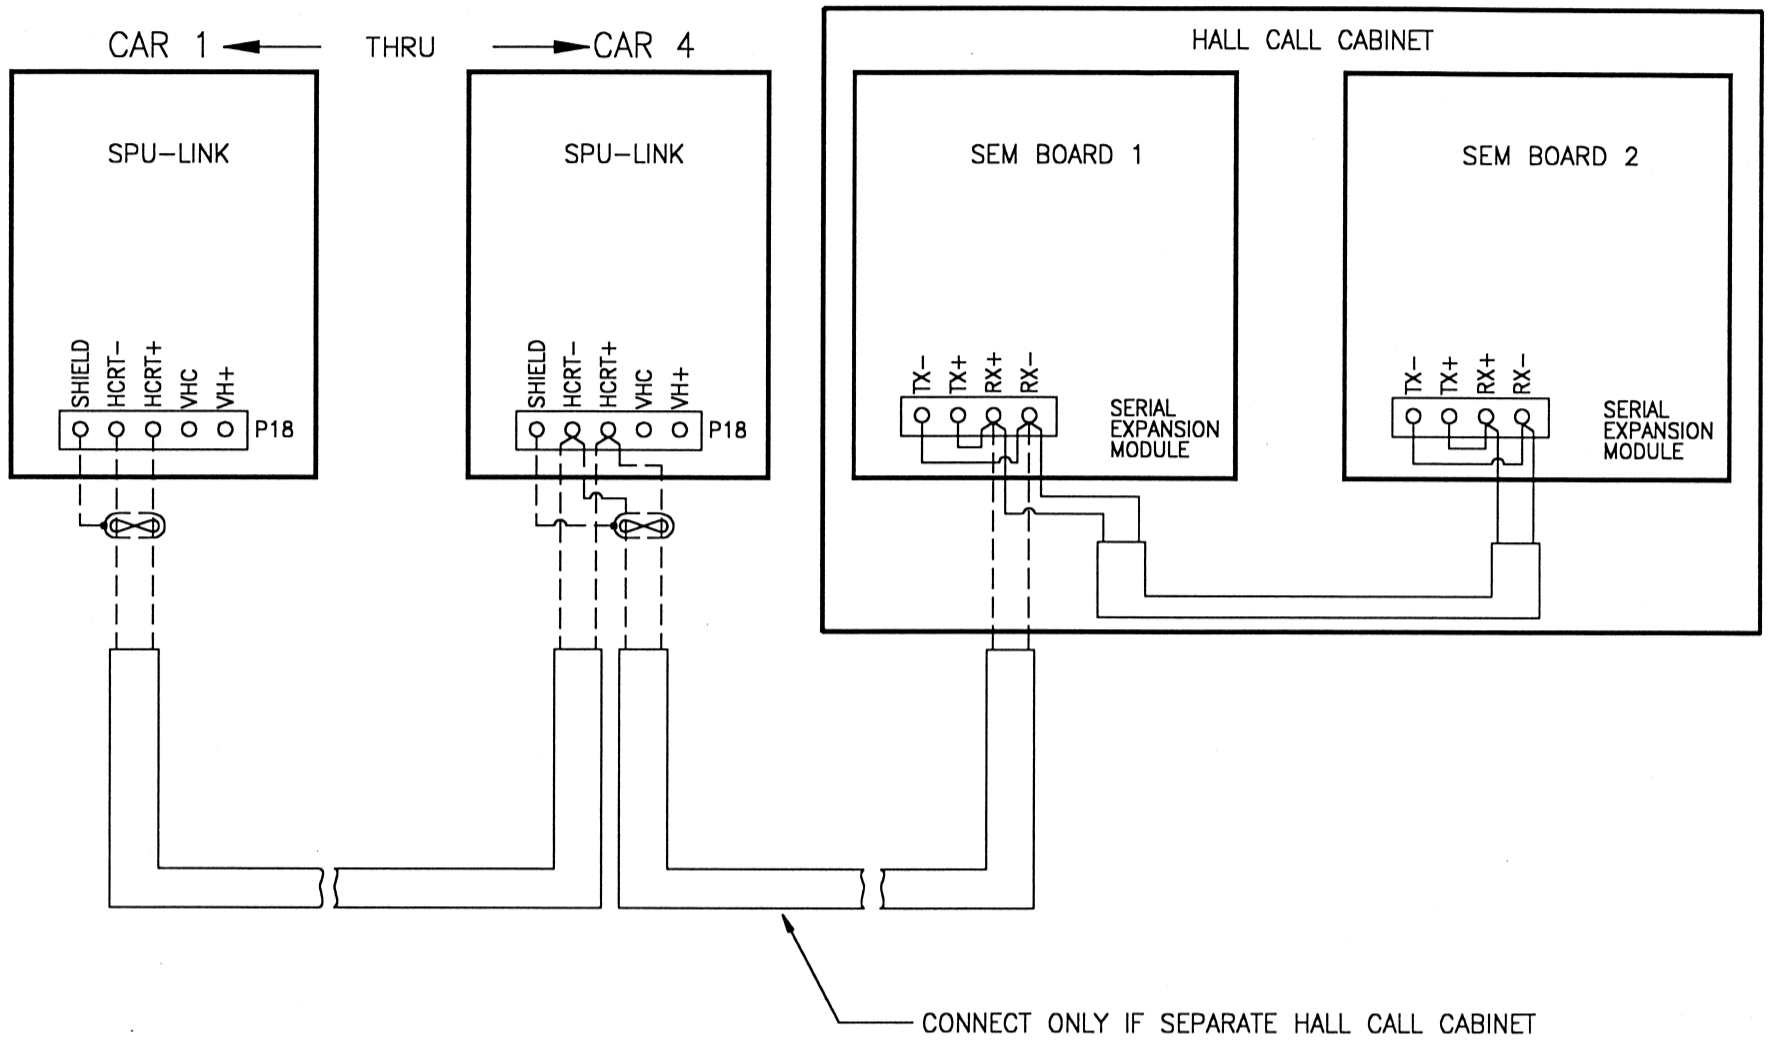 CAR 1 THRU CAR 4
HALL CALL CABINET
SPU-LINK
SPU-LINK
SEM BOARD 1
SEM BOARD 2
SHIELD
HCRT-
HCRT+
VHC
VH+
P18
SHIELD
HCRT-
HCRT+
VHC
VH+
P18
TX-
TX+
RX+
RX-
SERIAL
EXPANSION
MODULE
TX-
TX+
RX+
RX-
SERIAL
EXPANSION
MODULE
CONNECT ONLY IF SEPARATE HALL CALL CABINET